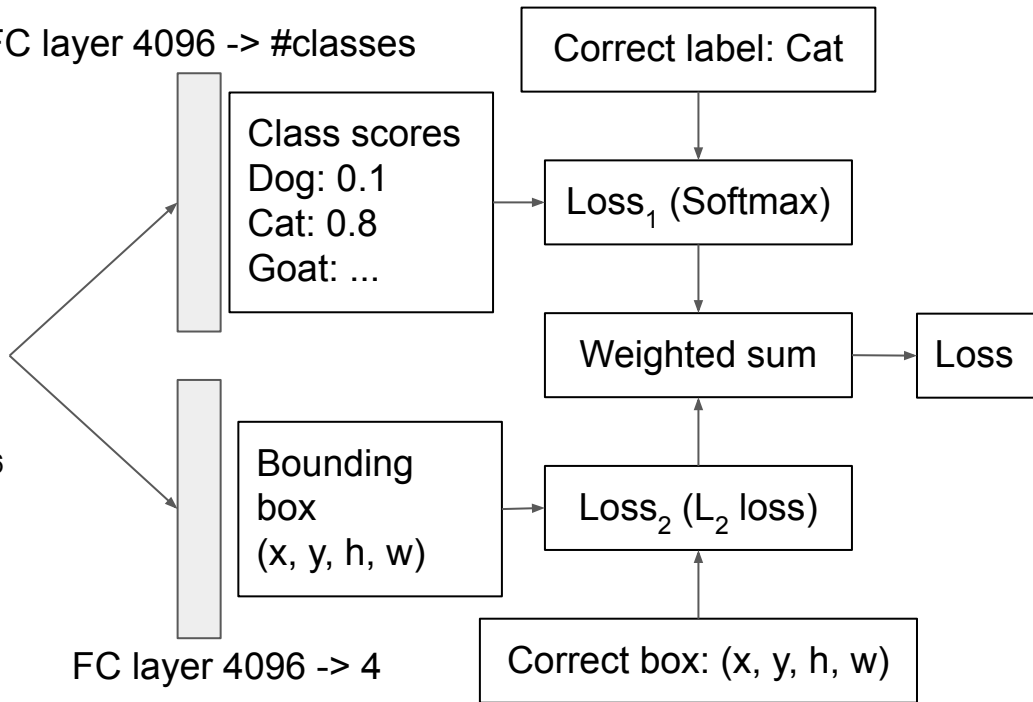 FC layer 4096 -> #classes
Correct label: Cat
Class scores
Dog: 0.1
Cat: 0.8
Goat: ...
Loss₁ (Softmax)
Weighted sum
Loss
Bounding
box
(x, y, h, w)
Loss₂ (L₂ loss)
FC layer 4096 -> 4
Correct box: (x, y, h, w)